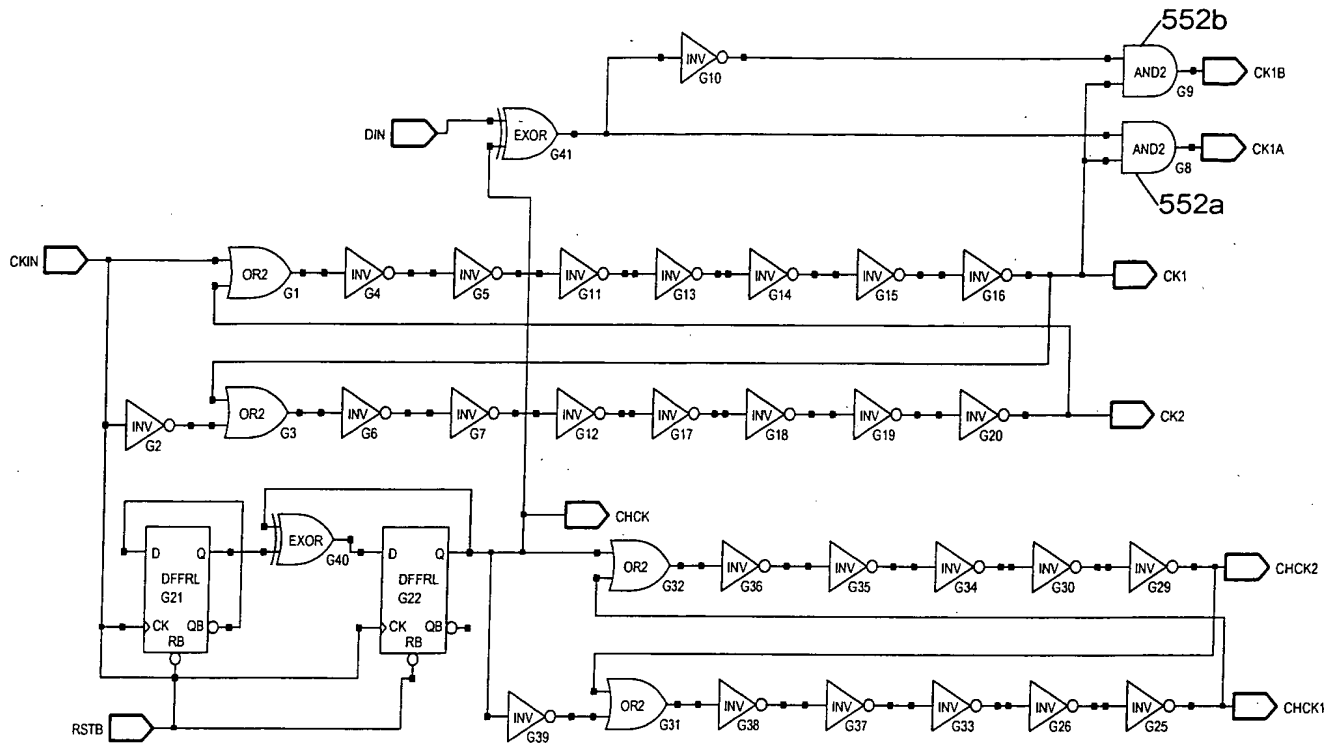 552b
INV
G10
AND2
G9
CK1B
DIN
EXOR
G41
AND2
G8
CK1A
552a
CKIN
OR2
G1
INV
G4
INV
G5
INV
G11
INV
G13
INV
G14
INV
G15
INV
G16
CK1
INV
G2
OR2
G3
INV
G6
INV
G7
INV
G12
INV
G17
INV
G18
INV
G19
INV
G20
CK2
D Q
DFFRL
G21
CK QB
RB
EXOR
G40
D Q
DFFRL
G22
CK QB
RB
CHCK
OR2
G32
INV
G36
INV
G35
INV
G34
INV
G30
INV
G29
CHCK2
RSTB
INV
G39
OR2
G31
INV
G38
INV
G37
INV
G33
INV
G26
INV
G25
CHCK1